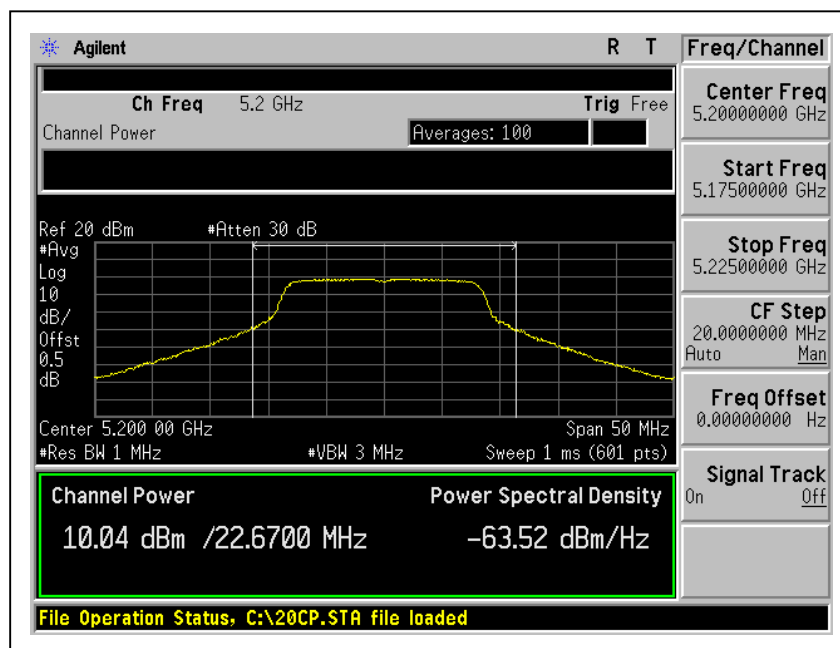 Agilent
R T
Freq/Channel
Ch Freq 5.2 GHz
Trig Free
Channel Power
Averages: 100
Ref 20 dBm
#Atten 30 dB
#Avg
Log
10
dB/
Offst
0.5
dB
Center 5.200 00 GHz
Span 50 MHz
#Res BW 1 MHz
#VBW 3 MHz
Sweep 1 ms (601 pts)
Channel Power
Power Spectral Density
10.04 dBm /22.6700 MHz
-63.52 dBm/Hz
File Operation Status, C:\20CP.STA file loaded
Center Freq
5.20000000 GHz
Start Freq
5.17500000 GHz
Stop Freq
5.22500000 GHz
CF Step
20.0000000 MHz
Auto Man
Freq Offset
0.00000000 Hz
Signal Track
On Off